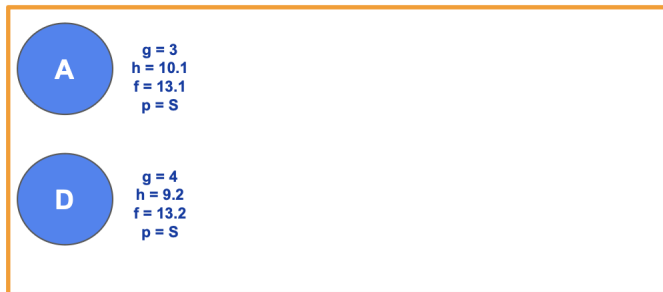 A
g = 3
h = 10.1
f = 13.1
p = S
D
g = 4
h = 9.2
f = 13.2
p = S